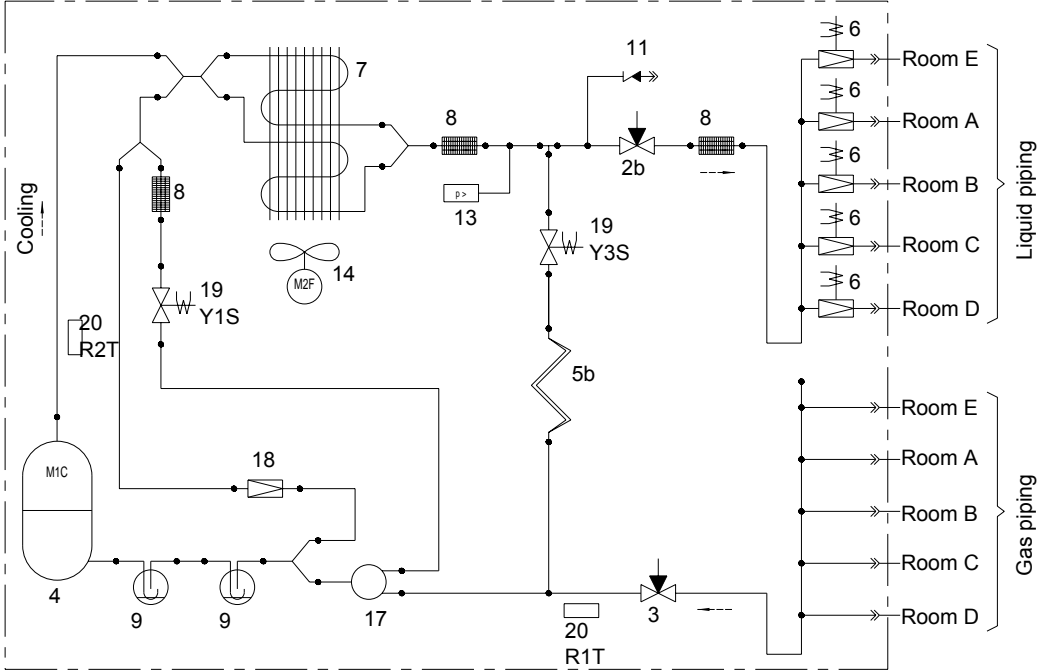 11
6
Room E
7
6
Room A
8
8
2b
6
Room B
Liquid piping
8
p >
13
6
Room C
Cooling
19
Y3S
14
M2F
6
Room D
19
Y1S
20
R2T
5b
Room E
M1C
18
Room A
Room B
Gas piping
Room C
4
9
9
17
3
Room D
20
R1T